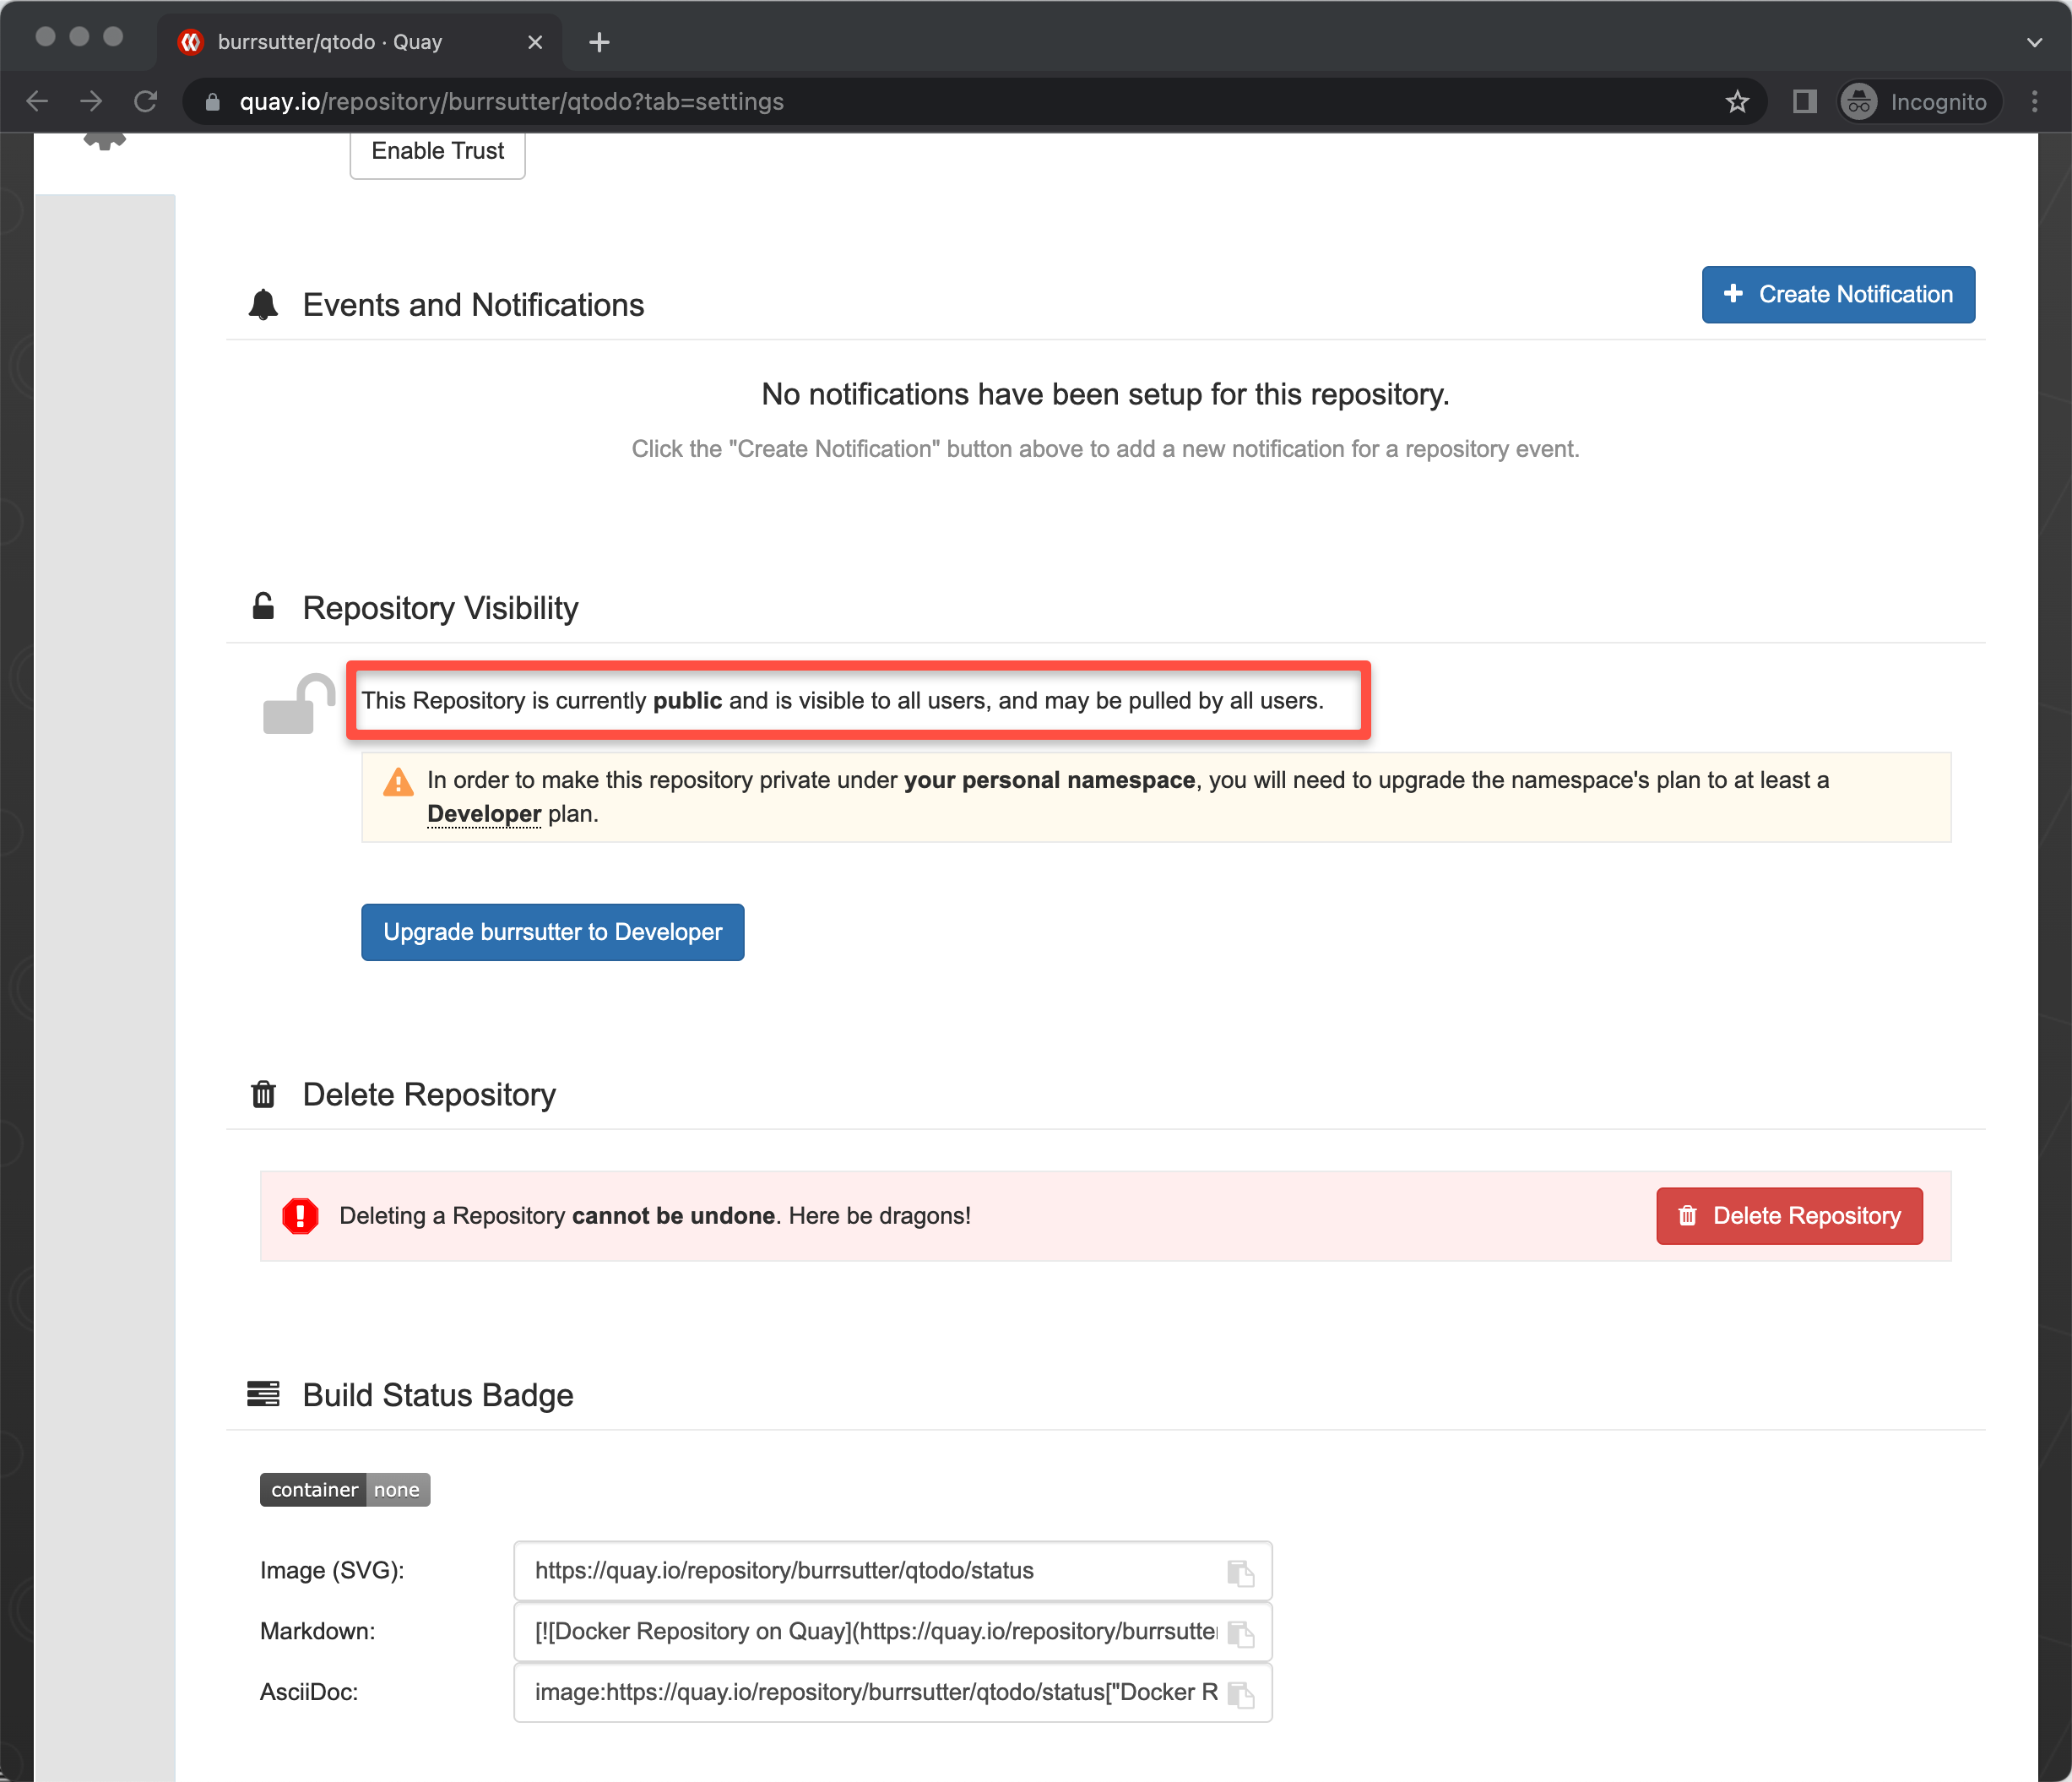 burrsutter/qtodo · Quay
quay.io/repository/burrsutter/qtodo?tab=settings
Incognito
Enable Trust
Events and Notifications
Create Notification
No notifications have been setup for this repository.
Click the "Create Notification" button above to add a new notification for a repository event.
Repository Visibility
This Repository is currently public and is visible to all users, and may be pulled by all users.
In order to make this repository private under your personal namespace, you will need to upgrade the namespace's plan to at least a
Developer plan.
Upgrade burrsutter to Developer
Delete Repository
Deleting a Repository cannot be undone. Here be dragons!
Delete Repository
Build Status Badge
container none
Image (SVG):
https://quay.io/repository/burrsutter/qtodo/status
Markdown:
[![Docker Repository on Quay](https://quay.io/repository/burrsutte
AsciiDoc:
image:https://quay.io/repository/burrsutter/qtodo/status["Docker R